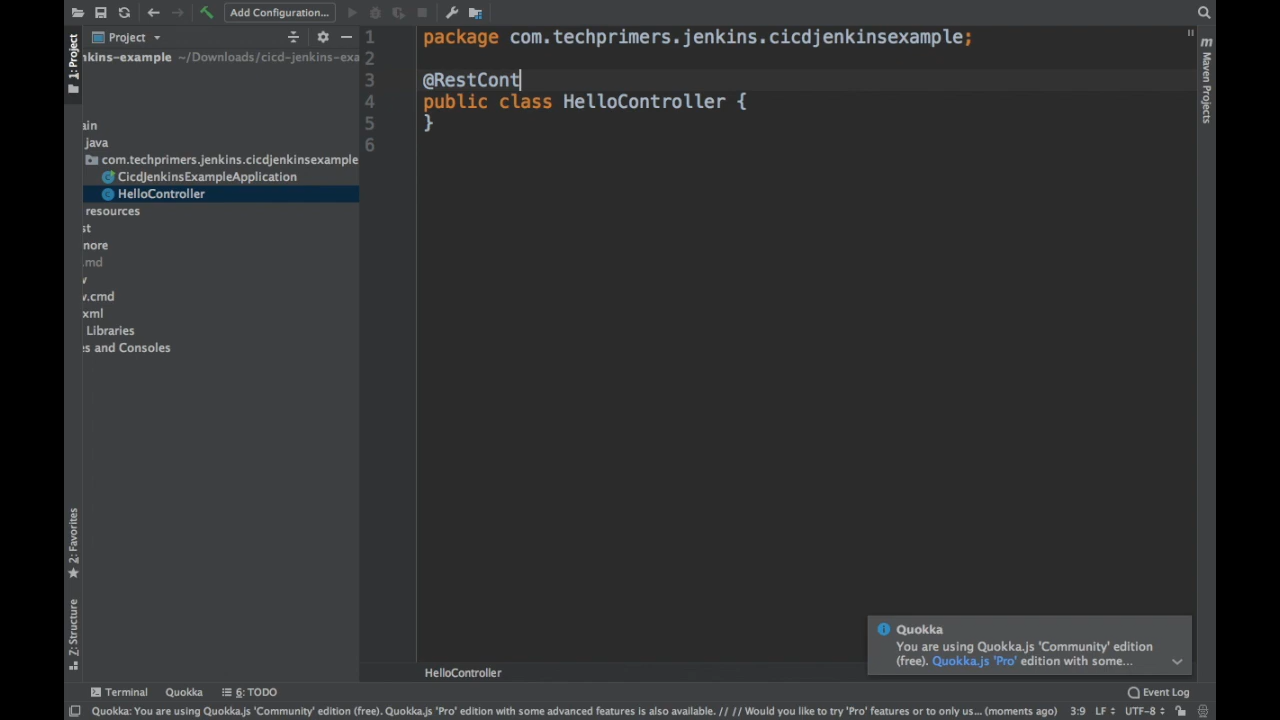 Add Configuration...
1: Project
Project
nkins-example ~/Downloads/cicd-jenkins-exa
ain
java
com.techprimers.jenkins.cicdjenkinsexample
CicdJenkinsExampleApplication
HelloController
resources
st
nore
.md
v
v.cmd
xml
Libraries
es and Consoles
2: Favorites
Z: Structure
1 package com.techprimers.jenkins.cicdjenkinsexample;
2
3 @RestCont
4 public class HelloController {
5 }
6
m
Maven Projects
Quokka
You are using Quokka.js 'Community' edition
(free). Quokka.js 'Pro' edition with some...
HelloController
Terminal Quokka 6: TODO Event Log
Quokka: You are using Quokka.js 'Community' edition (free). Quokka.js 'Pro' edition with some advanced features is also available. // // Would you like to try 'Pro' features or to only us... (moments ago) 3:9 LF UTF-8